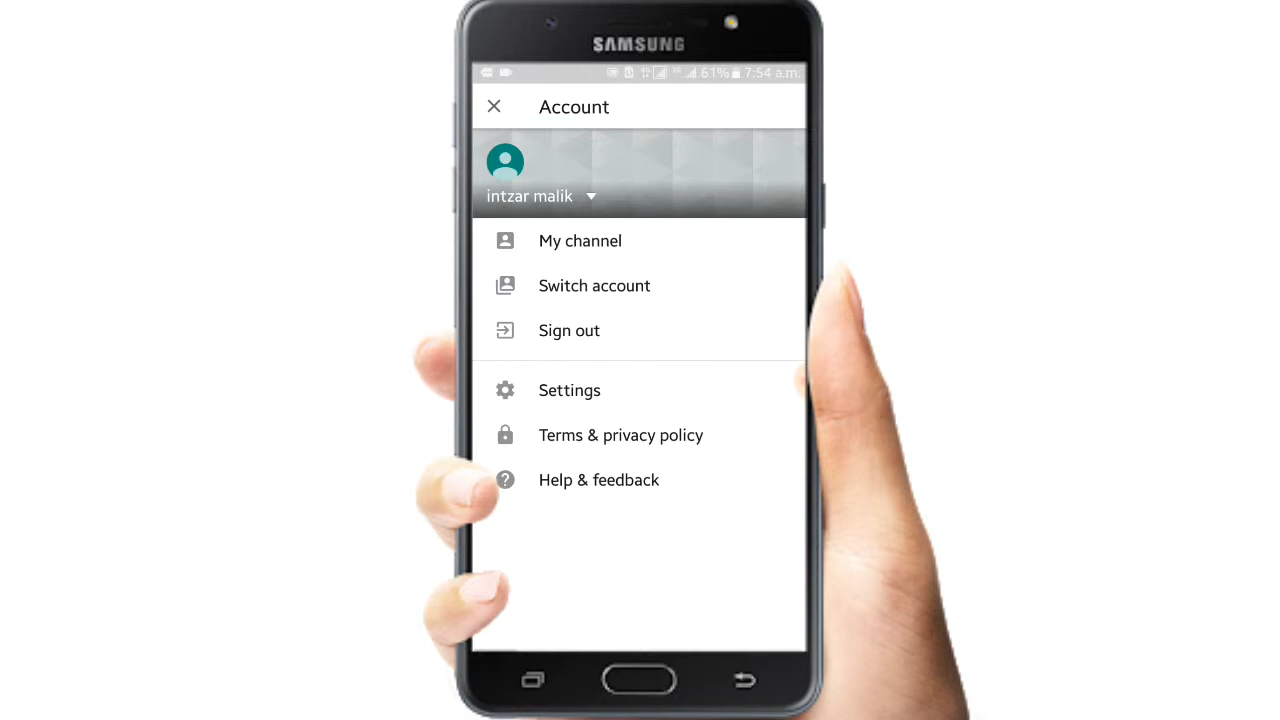 SAMSUNG
61% 7:54 a.m.
Account
intzar malik
My channel
Switch account
Sign out
Settings
Terms & privacy policy
Help & feedback